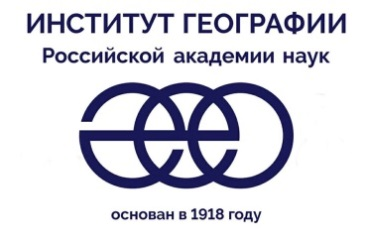 ИНСТИТУТ ГЕОГРАФИИ
Российской академии наук
основан в 1918 году